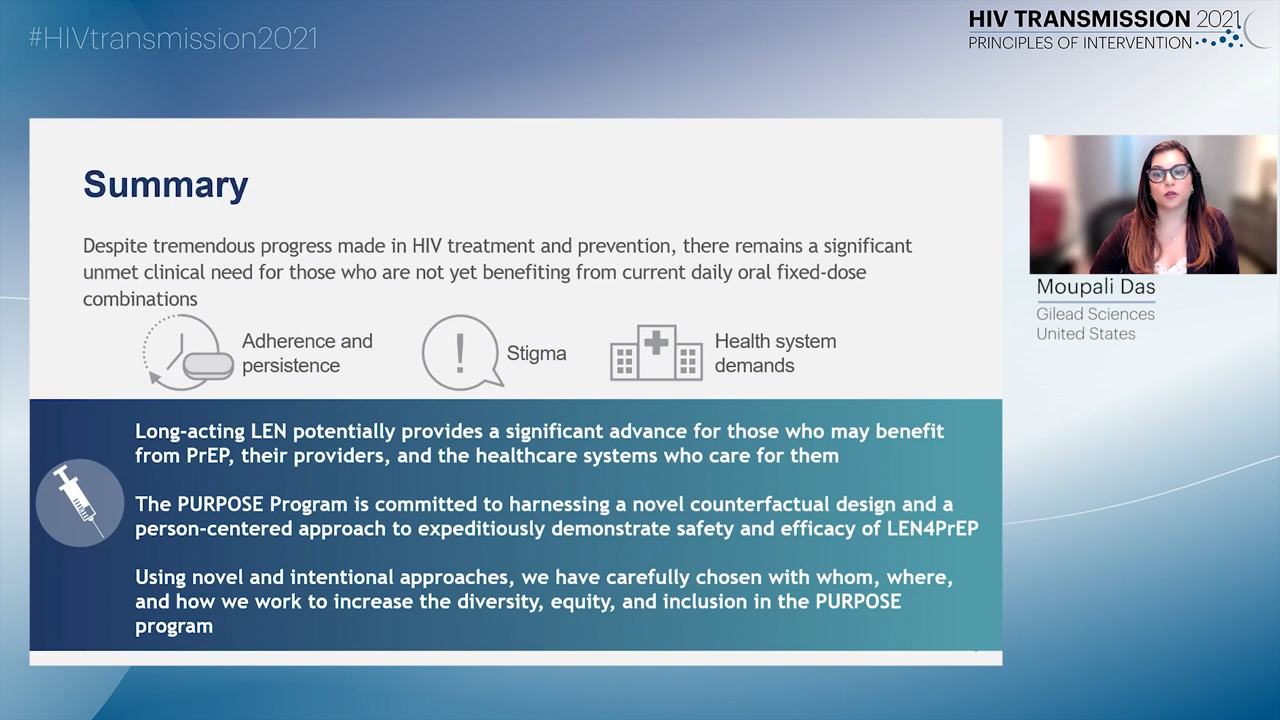 #HIVtransmission2021
HIV TRANSMISSION 2021
PRINCIPLES OF INTERVENTION
Summary
Despite tremendous progress made in HIV treatment and prevention, there remains a significant
unmet clinical need for those who are not yet benefiting from current daily oral fixed-dose
combinations
Adherence and
persistence
!
Stigma
Health system
demands
Long-acting LEN potentially provides a significant advance for those who may benefit
from PrEP, their providers, and the healthcare systems who care for them
The PURPOSE Program is committed to harnessing a novel counterfactual design and a
person-centered approach to expeditiously demonstrate safety and efficacy of LEN4PrEP
Using novel and intentional approaches, we have carefully chosen with whom, where,
and how we work to increase the diversity, equity, and inclusion in the PURPOSE
program
Moupali Das
Gilead Sciences
United States